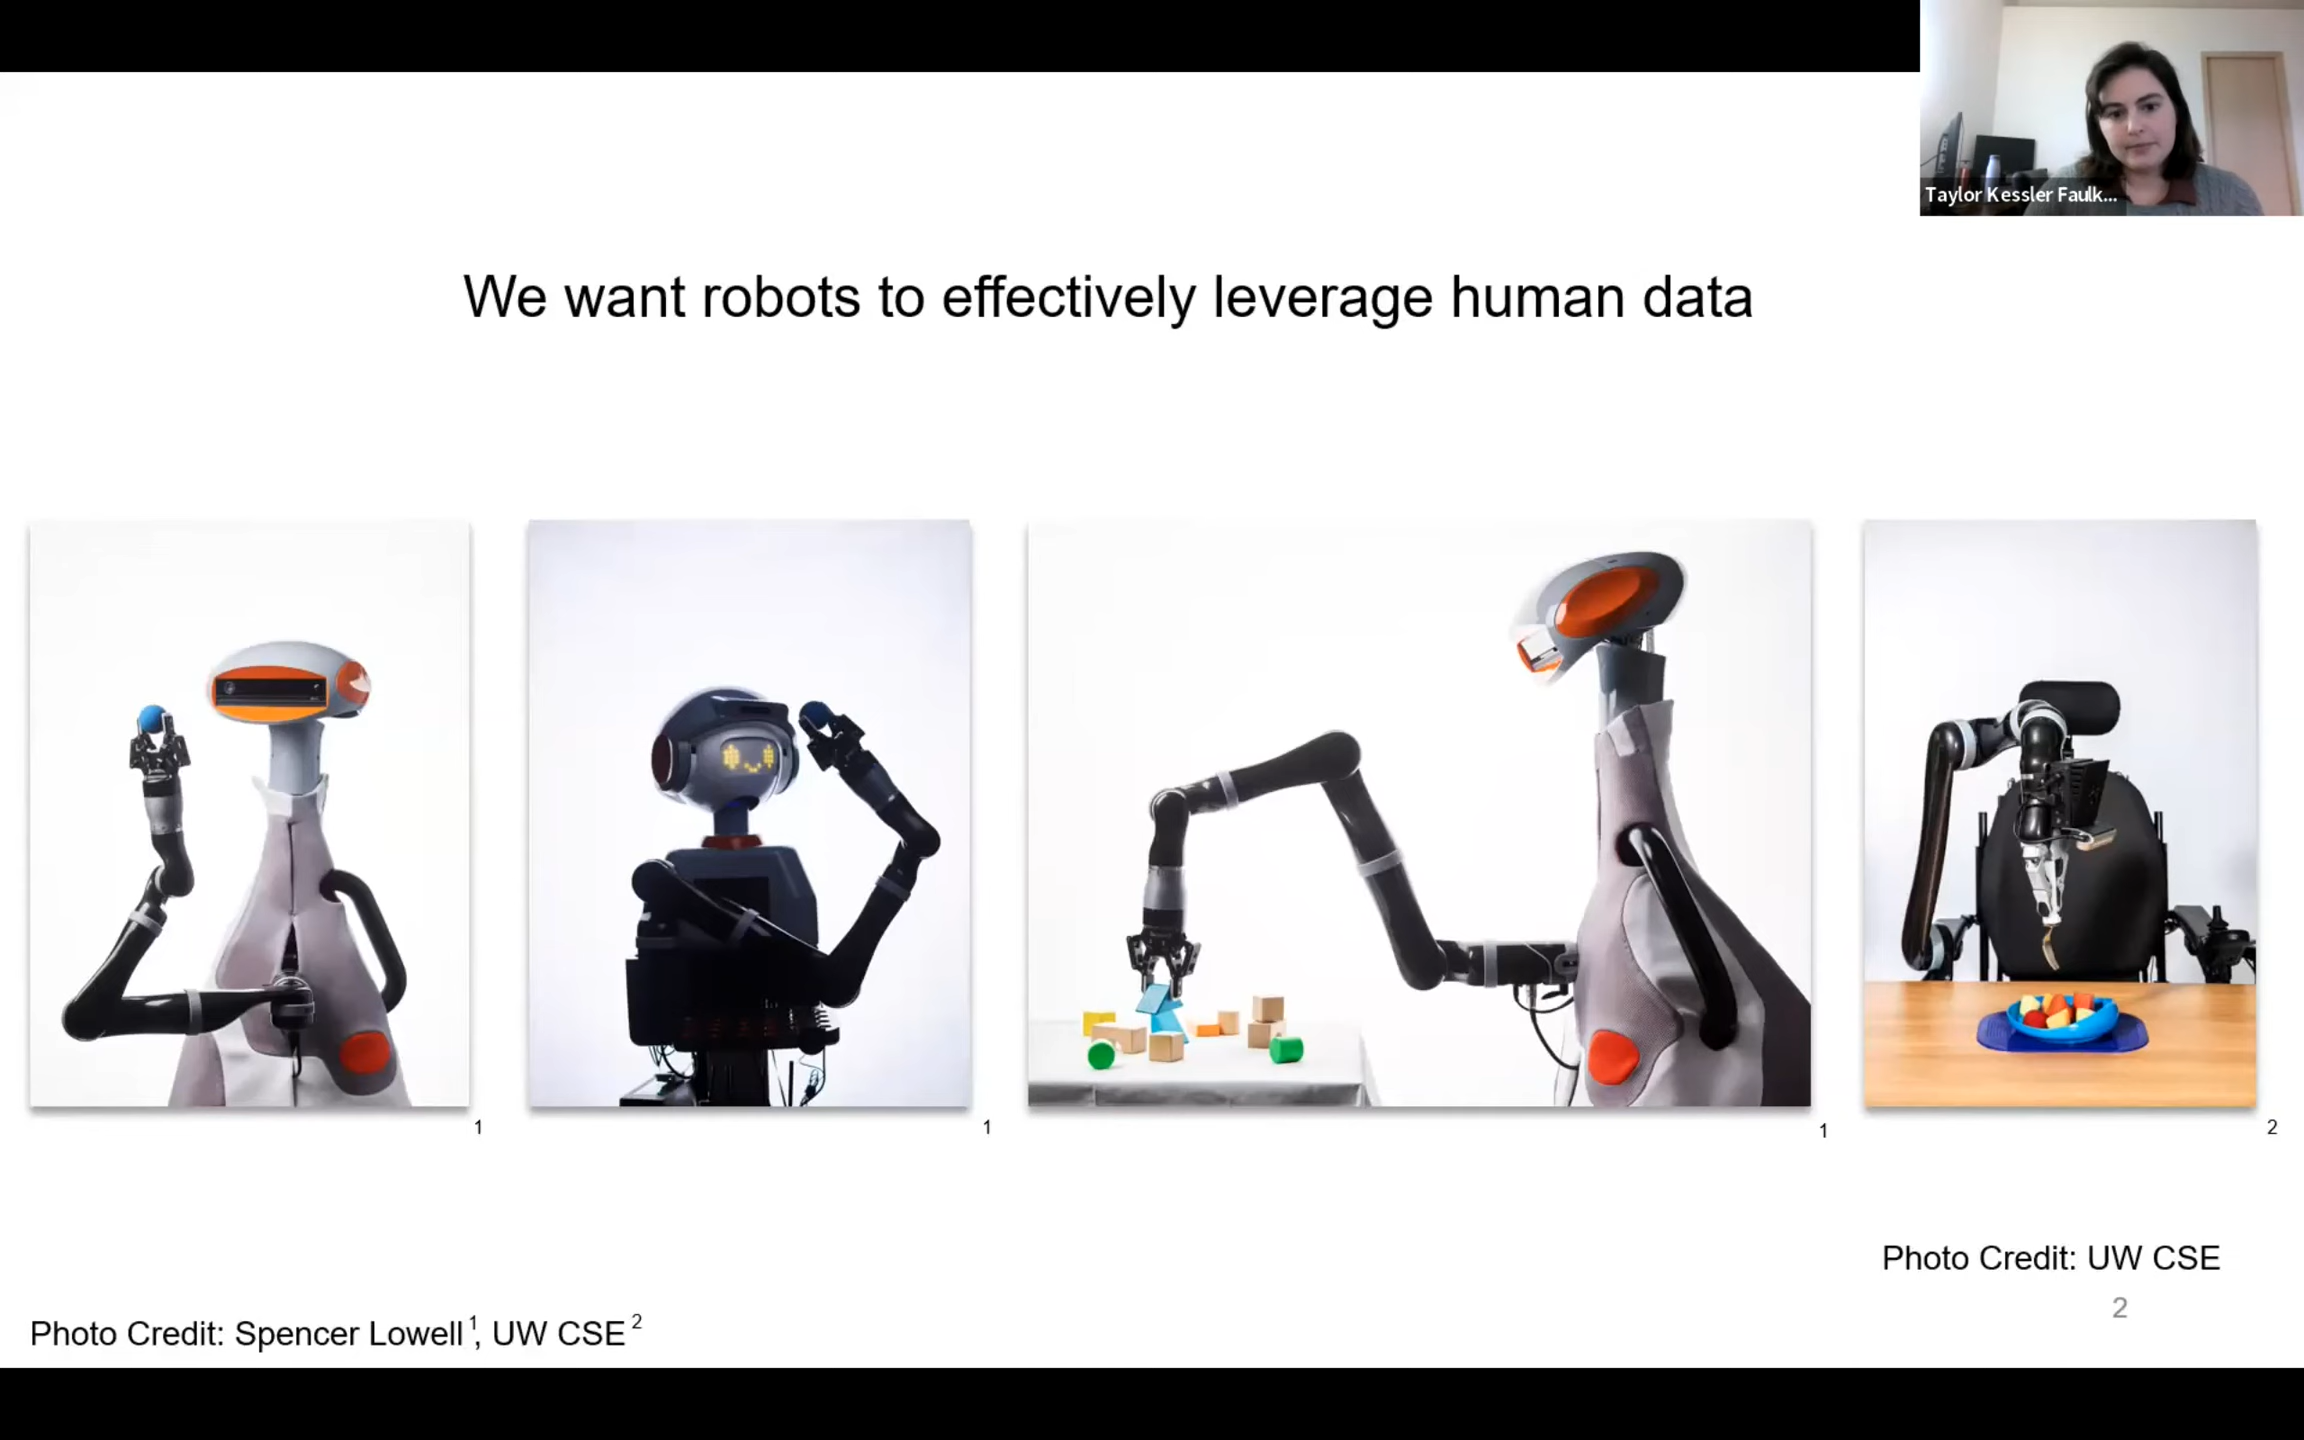 Taylor Kessler Faulk...
We want robots to effectively leverage human data
1
1
1
2
Photo Credit: UW CSE
2
Photo Credit: Spencer Lowell 1, UW CSE 2